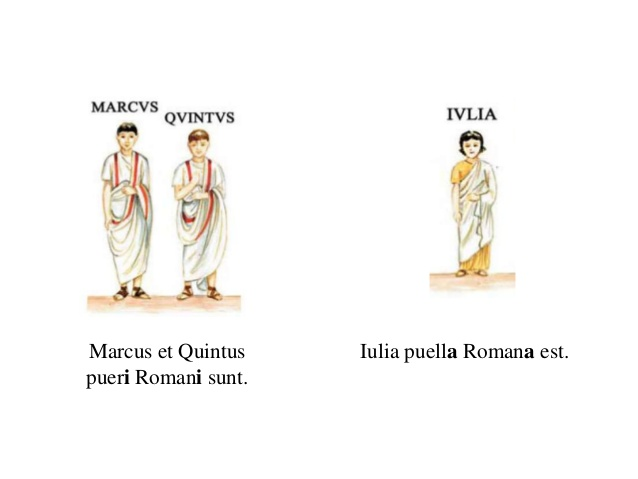 MARCVS
QVINTVS
IVLIA
Marcus et Quintus
pueri Romani sunt.
Iulia puella Romana est.